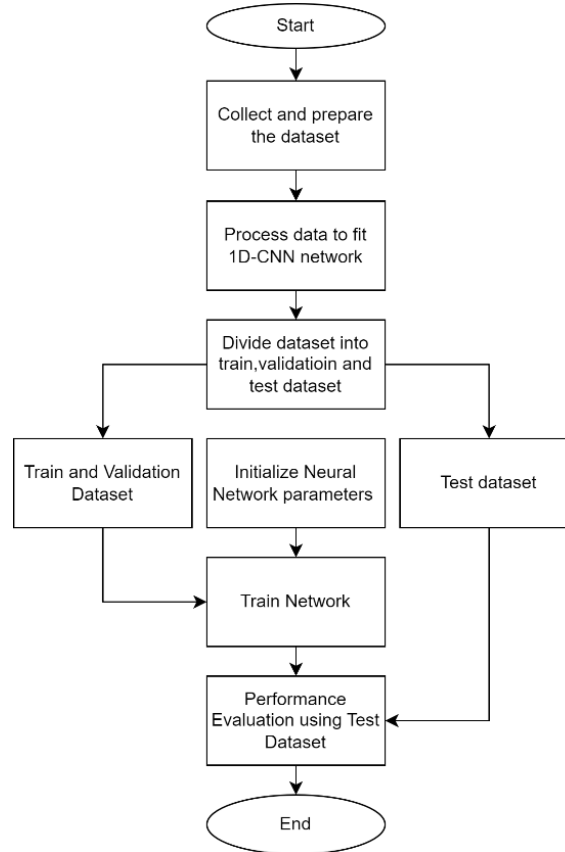 Start
Collect and prepare
the dataset
Process data to fit
1D-CNN network
Divide dataset into
train,validatioin and
test dataset
Train and Validation
Dataset
Initialize Neural
Network parameters
Test dataset
Train Network
Performance
Evaluation using Test
Dataset
End